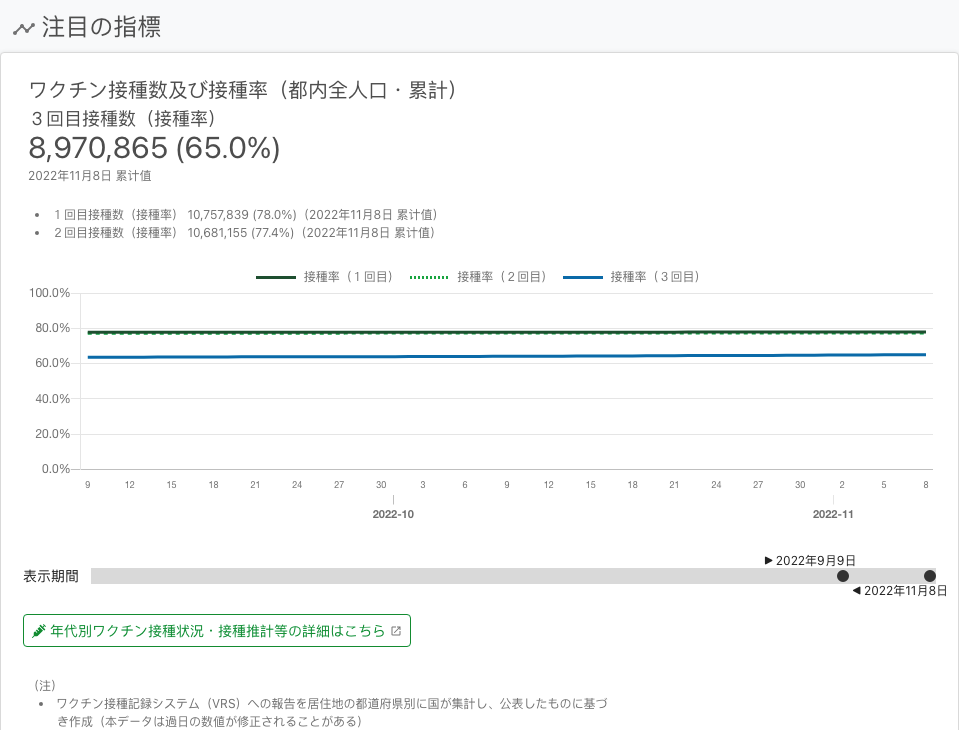 注目の指標
ワクチン接種数及び接種率（都内全人口・累計）
３回目接種数（接種率）
8,970,865 (65.0%)
2022年11月8日 累计值
• １回目接種数（接種率） 10,757,839 (78.0%)（2022年11月8日 累计值）
• ２回目接種数（接種率） 10,681,155 (77.4%)（2022年11月8日 累计值）
接種率（１回目） 接種率（２回目） 接種率（３回目）
100.0%
80.0%
60.0%
40.0%
20.0%
0.0%
9 12 15 18 21 24 27 30 3 6 9 12 15 18 21 24 27 30 2 5 8
2022-10 2022-11
▶ 2022年9月9日
表示期間
◀ 2022年11月8日
年代別ワクチン接種状況・接種推計等の詳細はこちら
（注）
• ワクチン接種記録システム（VRS）への報告を居住地の都道府県別に国が集計し、公表したものに基づ
き作成（本データは過日の数値が修正されることがある）